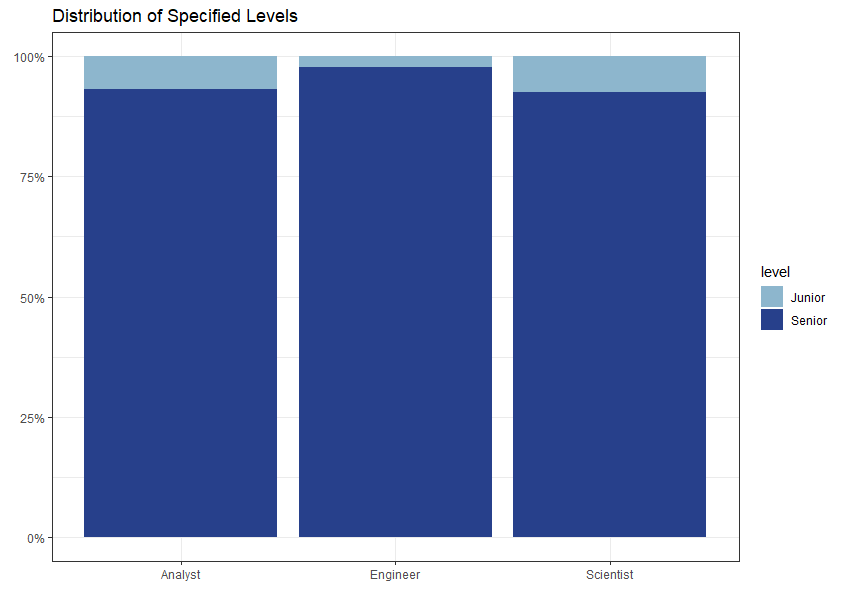 Distribution of Specified Levels
100%
75%
50%
25%
0%
Analyst Engineer Scientist
level
Junior
Senior